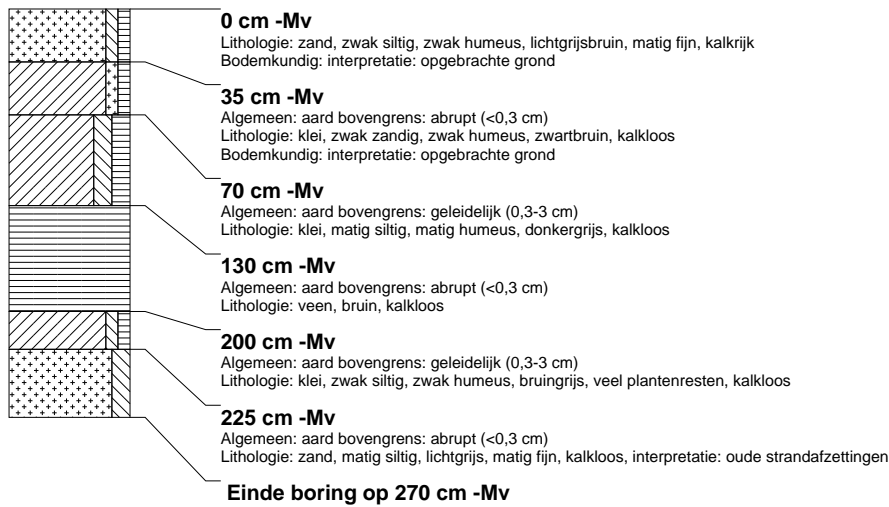 0 cm -Mv
Lithologie: zand, zwak siltig, zwak humeus, lichtgrijsbruin, matig fijn, kalkrijk
Bodemkundig: interpretatie: opgebrachte grond
35 cm -Mv
Algemeen: aard bovengrens: abrupt (<0,3 cm)
Lithologie: klei, zwak zandig, zwak humeus, zwartbruin, kalkloos
Bodemkundig: interpretatie: opgebrachte grond
70 cm -Mv
Algemeen: aard bovengrens: geleidelijk (0,3-3 cm)
Lithologie: klei, matig siltig, matig humeus, donkergrijs, kalkloos
130 cm -Mv
Algemeen: aard bovengrens: abrupt (<0,3 cm)
Lithologie: veen, bruin, kalkloos
200 cm -Mv
Algemeen: aard bovengrens: geleidelijk (0,3-3 cm)
Lithologie: klei, zwak siltig, zwak humeus, bruingrijs, veel plantenresten, kalkloos
225 cm -Mv
Algemeen: aard bovengrens: abrupt (<0,3 cm)
Lithologie: zand, matig siltig, lichtgrijs, matig fijn, kalkloos, interpretatie: oude strandafzettingen
Einde boring op 270 cm -Mv